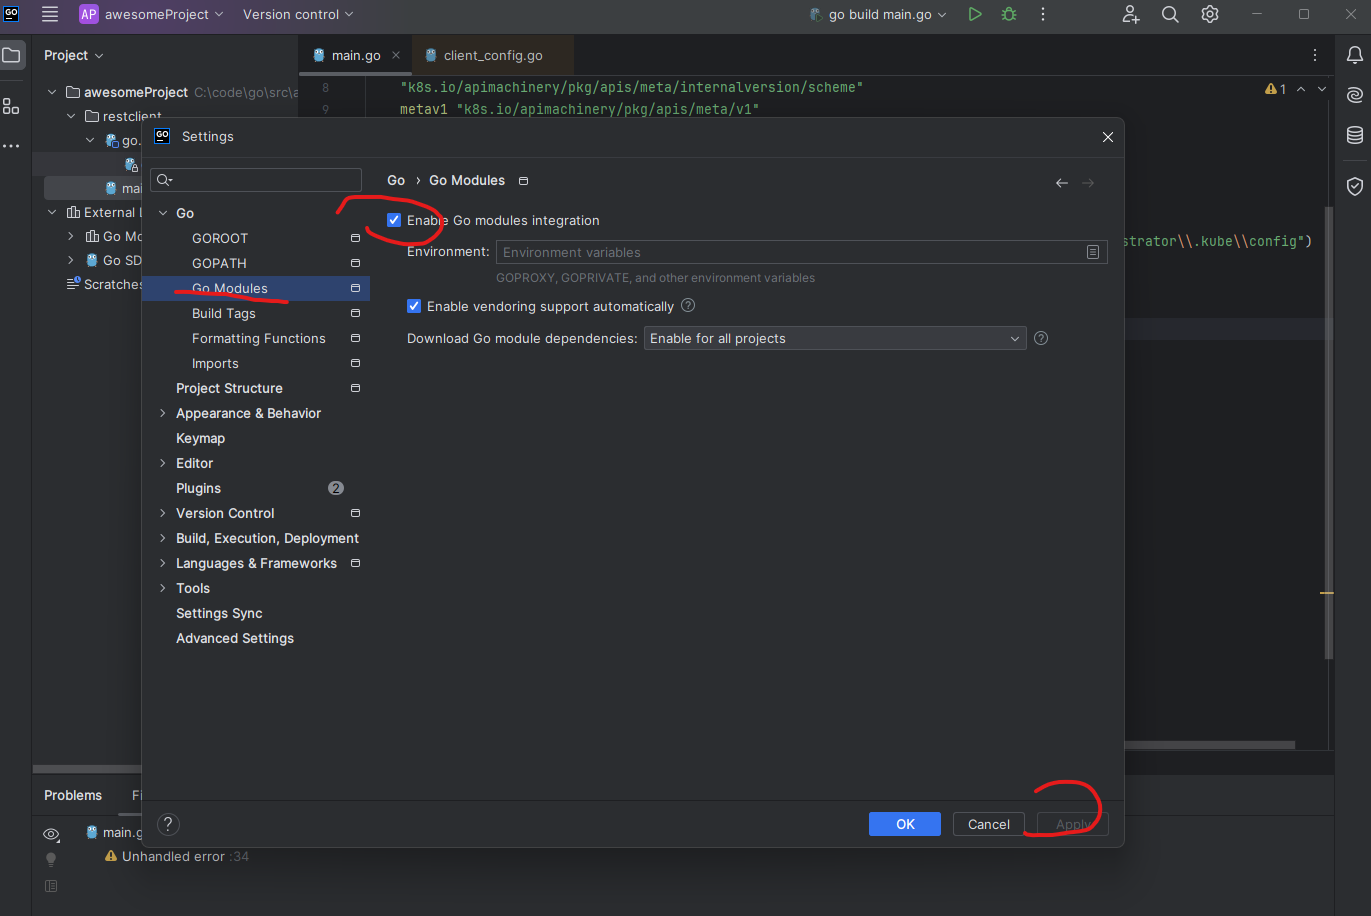 GO
AP awesomeProject Version control go build main.go
Project main.go client_config.go
awesomeProject C:\code\go\src\a
restclient
go.
External L
Go Mo
Go SD
Scratches
8 "k8s.io/apimachinery/pkg/apis/meta/internalversion/scheme"
9 metav1 "k8s.io/apimachinery/pkg/apis/meta/v1"
1
strator\\.kube\\config")
GO Settings
Go
GOROOT
GOPATH
Go Modules
Build Tags
Formatting Functions
Imports
Project Structure
Appearance & Behavior
Keymap
Editor
Plugins 2
Version Control
Build, Execution, Deployment
Languages & Frameworks
Tools
Settings Sync
Advanced Settings
Go › Go Modules
Enable Go modules integration
Environment: Environment variables
GOPROXY, GOPRIVATE, and other environment variables
Enable vendoring support automatically ?
Download Go module dependencies: Enable for all projects ?
? OK Cancel Apply
Problems Fi
main.g
Unhandled error :34